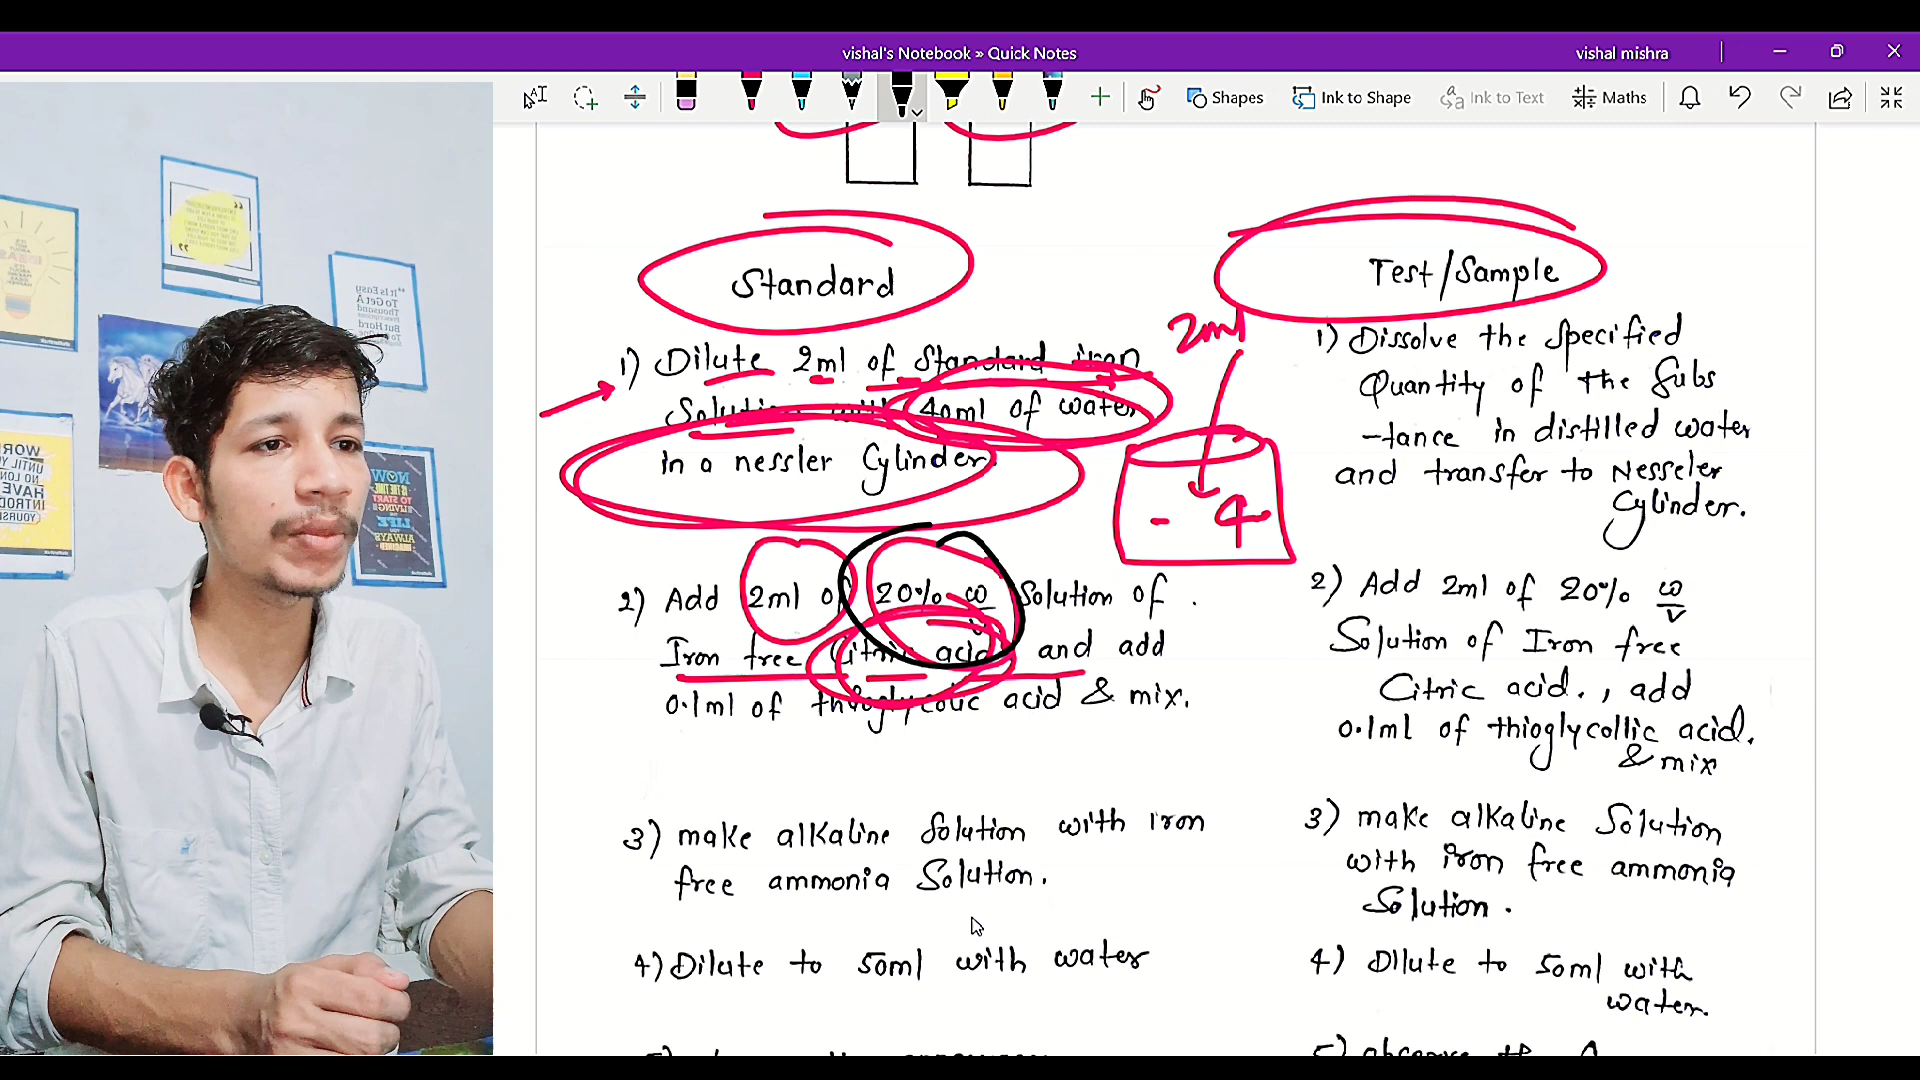 vishal's Notebook » Quick Notes
vishal mishra
Shapes
Ink to Shape
Ink to Text
Maths
Standard
1) Dilute 2ml of Standard iron
Solution with 40ml of water
in a nessler Cylinder.
2) Add 2ml of 20% w/v Solution of .
Iron free Citric acid and add
0.1ml of thioglycolic acid & mix.
3) make alkaline Solution with iron
free ammonia Solution.
4) Dilute to 50ml with water
2ml
- 4
Test/Sample
1) Dissolve the specified
Quantity of the Subs
-tance in distilled water
and transfer to Nesseler
Cylinder.
2) Add 2ml of 20% w/v
Solution of Iron free
Citric acid., add
0.1ml of thioglycollic acid.
& mix
3) make alkaline Solution
with iron free ammonia
Solution.
4) Dilute to 50ml with
water.